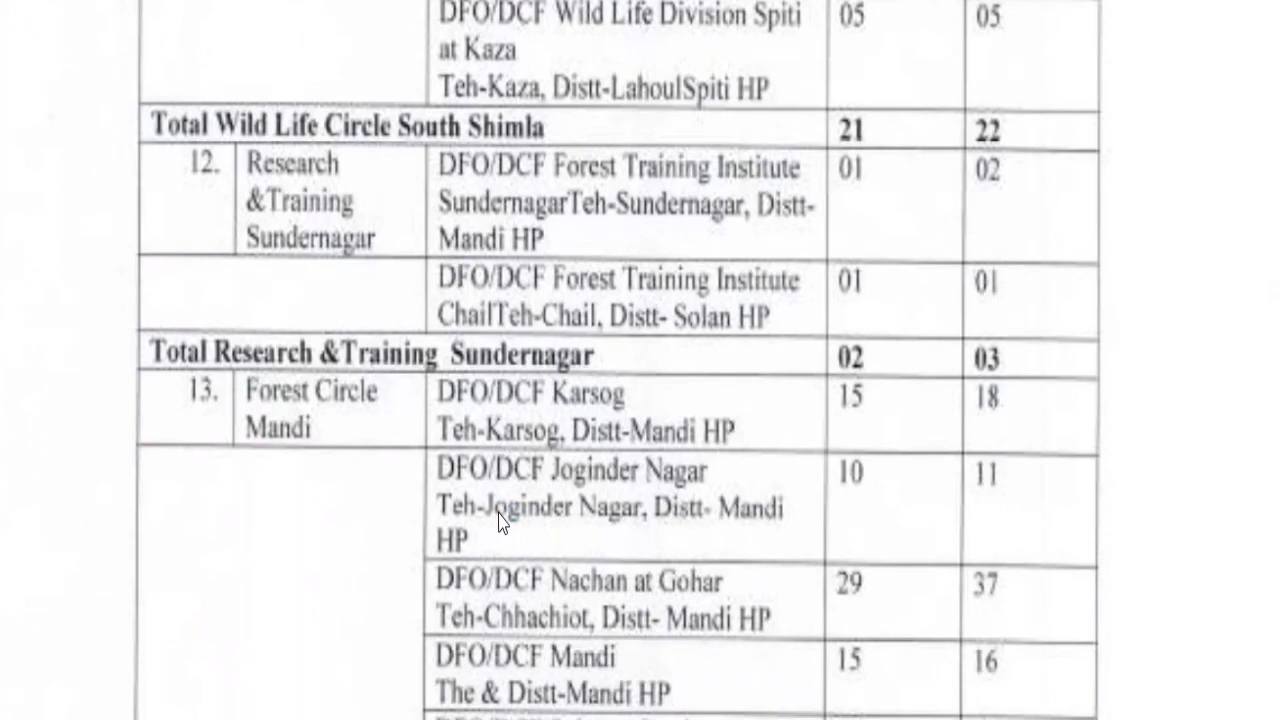 DFO/DCF Wild Life Division Spiti 05 05
at Kaza
Teh-Kaza, Distt-LahoulSpiti HP
Total Wild Life Circle South Shimla 21 22
12. Research DFO/DCF Forest Training Institute 01 02
&Training SundernagarTeh-Sundernagar, Distt-
Sundernagar Mandi HP
DFO/DCF Forest Training Institute 01 01
ChailTeh-Chail, Distt- Solan HP
Total Research &Training Sundernagar 02 03
13. Forest Circle DFO/DCF Karsog 15 18
Mandi Teh-Karsog, Distt-Mandi HP
DFO/DCF Joginder Nagar 10 11
Teh-Joginder Nagar, Distt- Mandi
HP
DFO/DCF Nachan at Gohar 29 37
Teh-Chhachiot, Distt- Mandi HP
DFO/DCF Mandi 15 16
The & Distt-Mandi HP